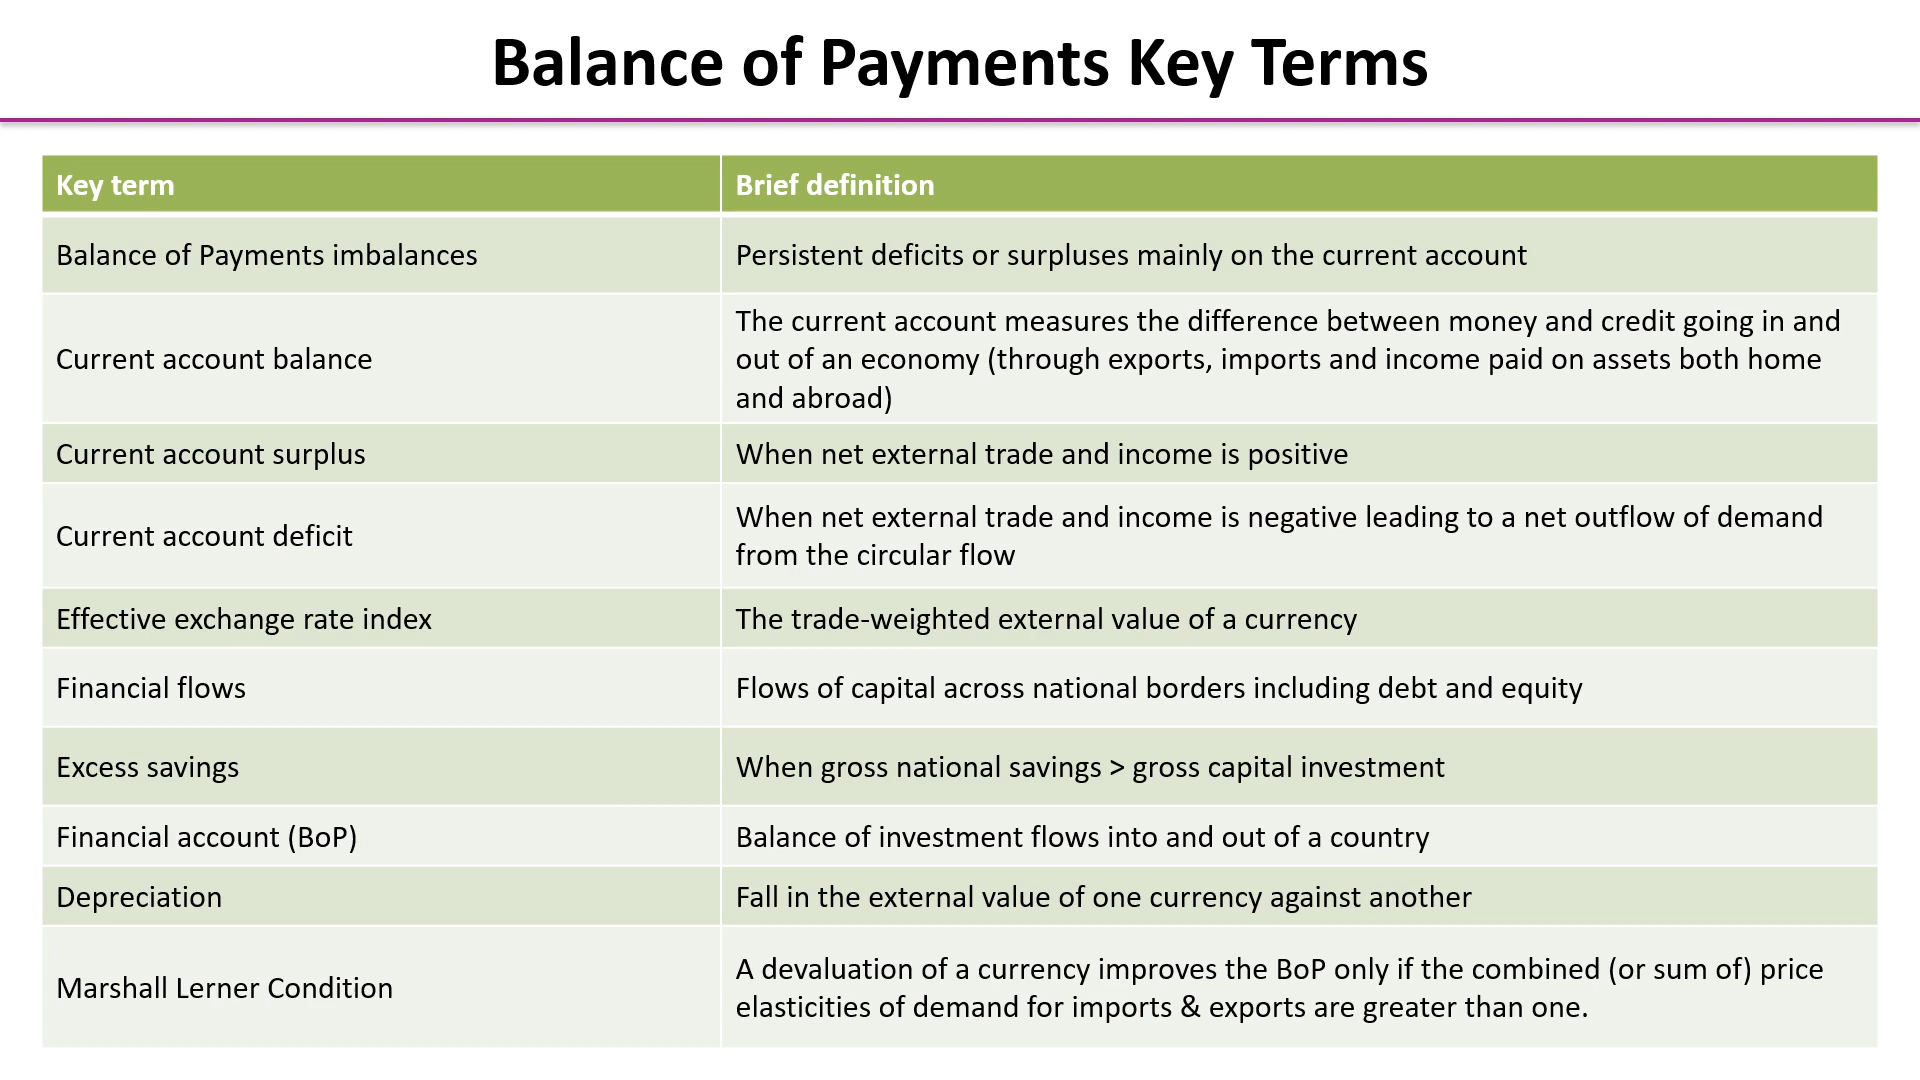 Balance of Payments Key Terms
Key term
Brief definition
Balance of Payments imbalances
Persistent deficits or surpluses mainly on the current account
Current account balance
The current account measures the difference between money and credit going in and
out of an economy (through exports, imports and income paid on assets both home
and abroad)
Current account surplus
When net external trade and income is positive
Current account deficit
When net external trade and income is negative leading to a net outflow of demand
from the circular flow
Effective exchange rate index
The trade-weighted external value of a currency
Financial flows
Flows of capital across national borders including debt and equity
Excess savings
When gross national savings > gross capital investment
Financial account (BoP)
Balance of investment flows into and out of a country
Depreciation
Fall in the external value of one currency against another
Marshall Lerner Condition
A devaluation of a currency improves the BoP only if the combined (or sum of) price
elasticities of demand for imports & exports are greater than one.